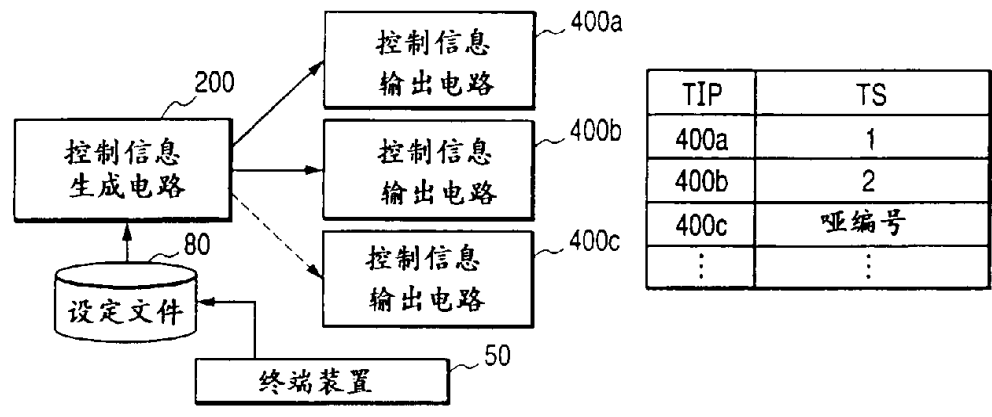 400a
控制信息
输出电路
200
控制信息
生成电路
400b
控制信息
输出电路
400c
控制信息
输出电路
80
设定文件
50
终端装置
TIP TS
400a 1
400b 2
400c 哑编号
⋮ ⋮